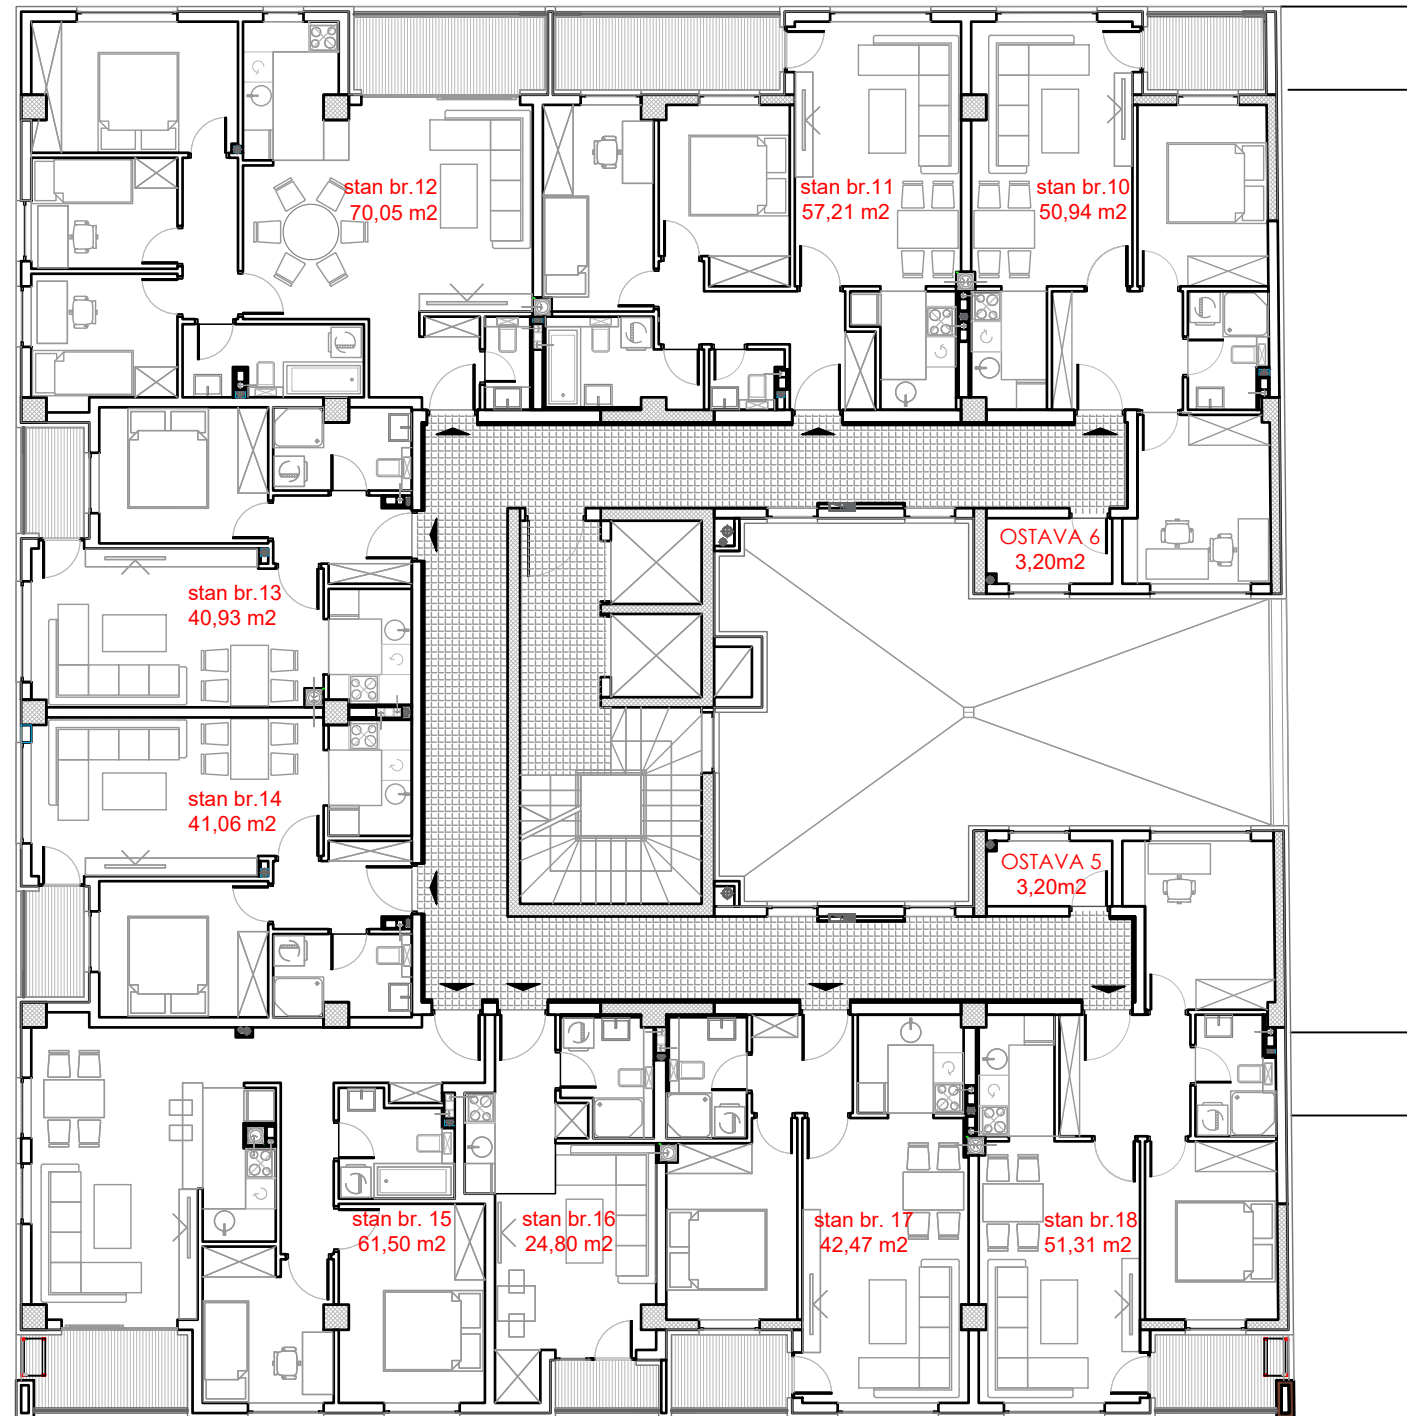 stan br.12
70,05 m2
stan br.11
57,21 m2
stan br.10
50,94 m2
OSTAVA 6
3,20m2
stan br.13
40,93 m2
stan br.14
41,06 m2
OSTAVA 5
3,20m2
stan br. 15
61,50 m2
stan br.16
24,80 m2
stan br. 17
42,47 m2
stan br.18
51,31 m2